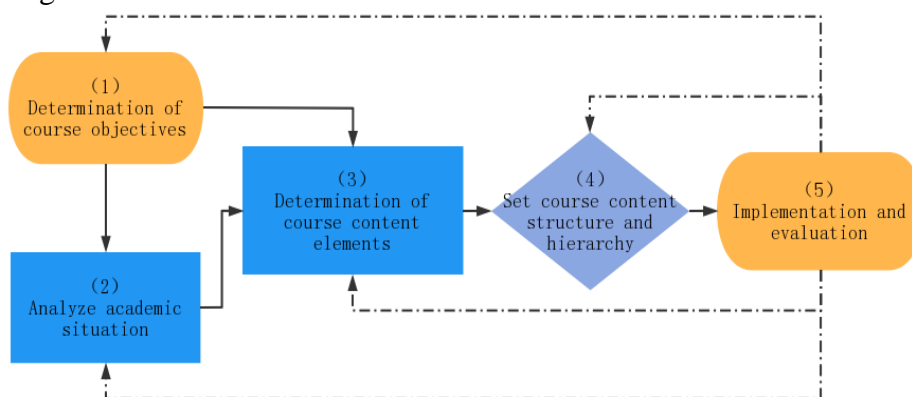 (1)
Determination of
course objectives
(2)
Analyze academic
situation
(3)
Determination of
course content
elements
(4)
Set course content
structure and
hierarchy
(5)
Implementation and
evaluation